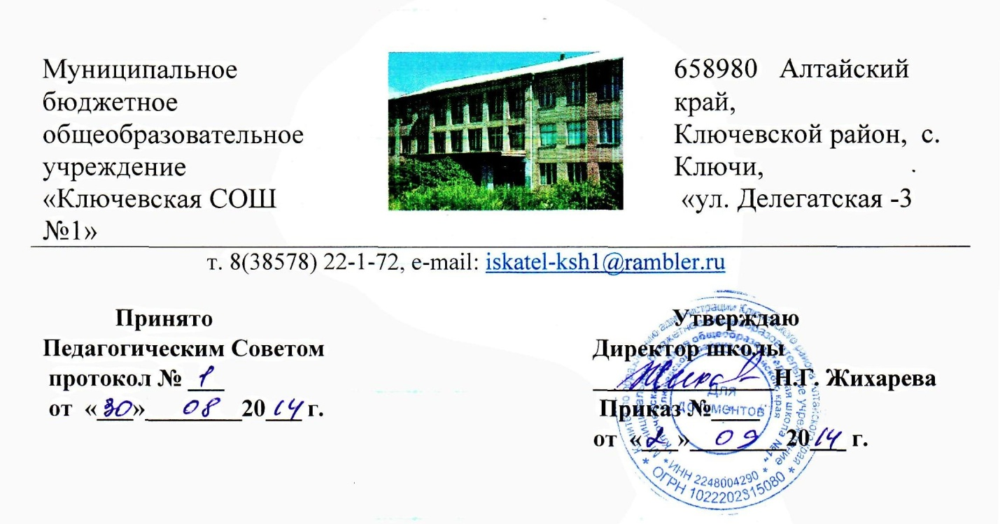 Муниципальное
бюджетное
общеобразовательное
учреждение
«Ключевская СОШ
№1»
658980 Алтайский
край,
Ключевской район, с.
Ключи,
«ул. Делегатская -3
т. 8(38578) 22-1-72, e-mail: iskatel-ksh1@rambler.ru
Принято
Педагогическим Советом
протокол № 1
от «30» 08 2014 г.
Утверждаю
Директор школы
Н.Г. Жихарева
Приказ №____
от «2» 09 2014 г.
Для
документов
* ИНН 2248004290 *
* ОГРН 1022202315080 *